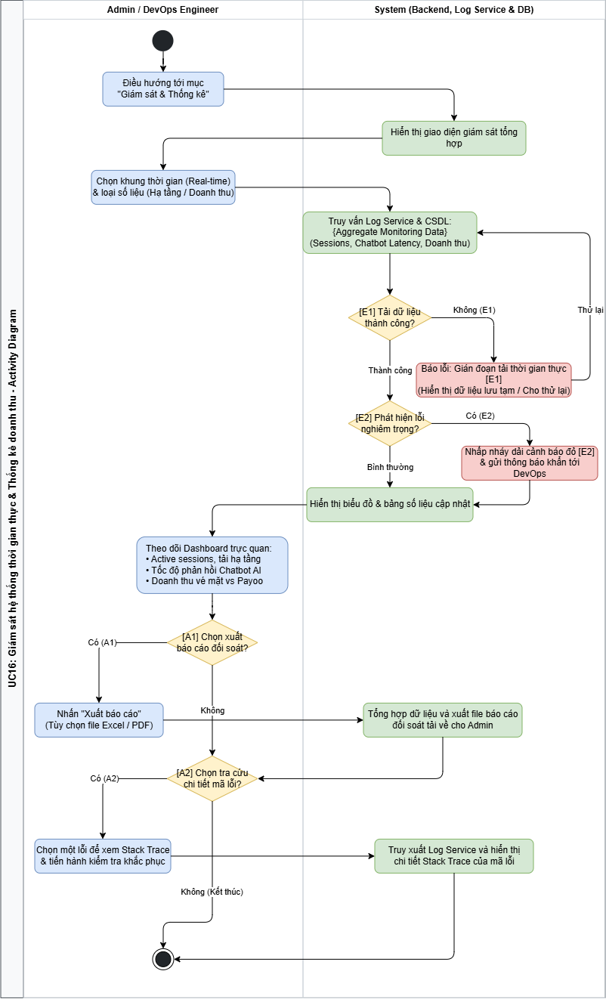 Admin / DevOps Engineer
System (Backend, Log Service & DB)
UC16: Giám sát hệ thống thời gian thực & Thống kê doanh thu - Activity Diagram
Điều hướng tới mục
"Giám sát & Thống kê"
Hiển thị giao diện giám sát tổng
hợp
Chọn khung thời gian (Real-time)
& loại số liệu (Hạ tầng / Doanh thu)
Truy vấn Log Service & CSDL:
{Aggregate Monitoring Data}
(Sessions, Chatbot Latency, Doanh thu)
[E1] Tải dữ liệu
thành công?
Không (E1)
Thử lại
Báo lỗi: Gián đoạn tải thời gian thực
[E1]
(Hiển thị dữ liệu lưu tạm / Cho thử lại)
Thành công
[E2] Phát hiện lỗi
nghiêm trọng?
Có (E2)
Nhấp nháy dải cảnh báo đỏ [E2]
& gửi thông báo khẩn tới
DevOps
Bình thường
Hiển thị biểu đồ & bảng số liệu cập nhật
Theo dõi Dashboard trực quan:
• Active sessions, tải hạ tầng
• Tốc độ phản hồi Chatbot AI
• Doanh thu vé mặt vs Payoo
[A1] Chọn xuất
báo cáo đối soát?
Có (A1)
Nhấn "Xuất báo cáo"
(Tùy chọn file Excel / PDF)
Không
Tổng hợp dữ liệu và xuất file báo cáo
đối soát tải về cho Admin
[A2] Chọn tra cứu
chi tiết mã lỗi?
Có (A2)
Chọn một lỗi để xem Stack Trace
& tiến hành kiểm tra khắc phục
Truy xuất Log Service và hiển thị
chi tiết Stack Trace của mã lỗi
Không (Kết thúc)